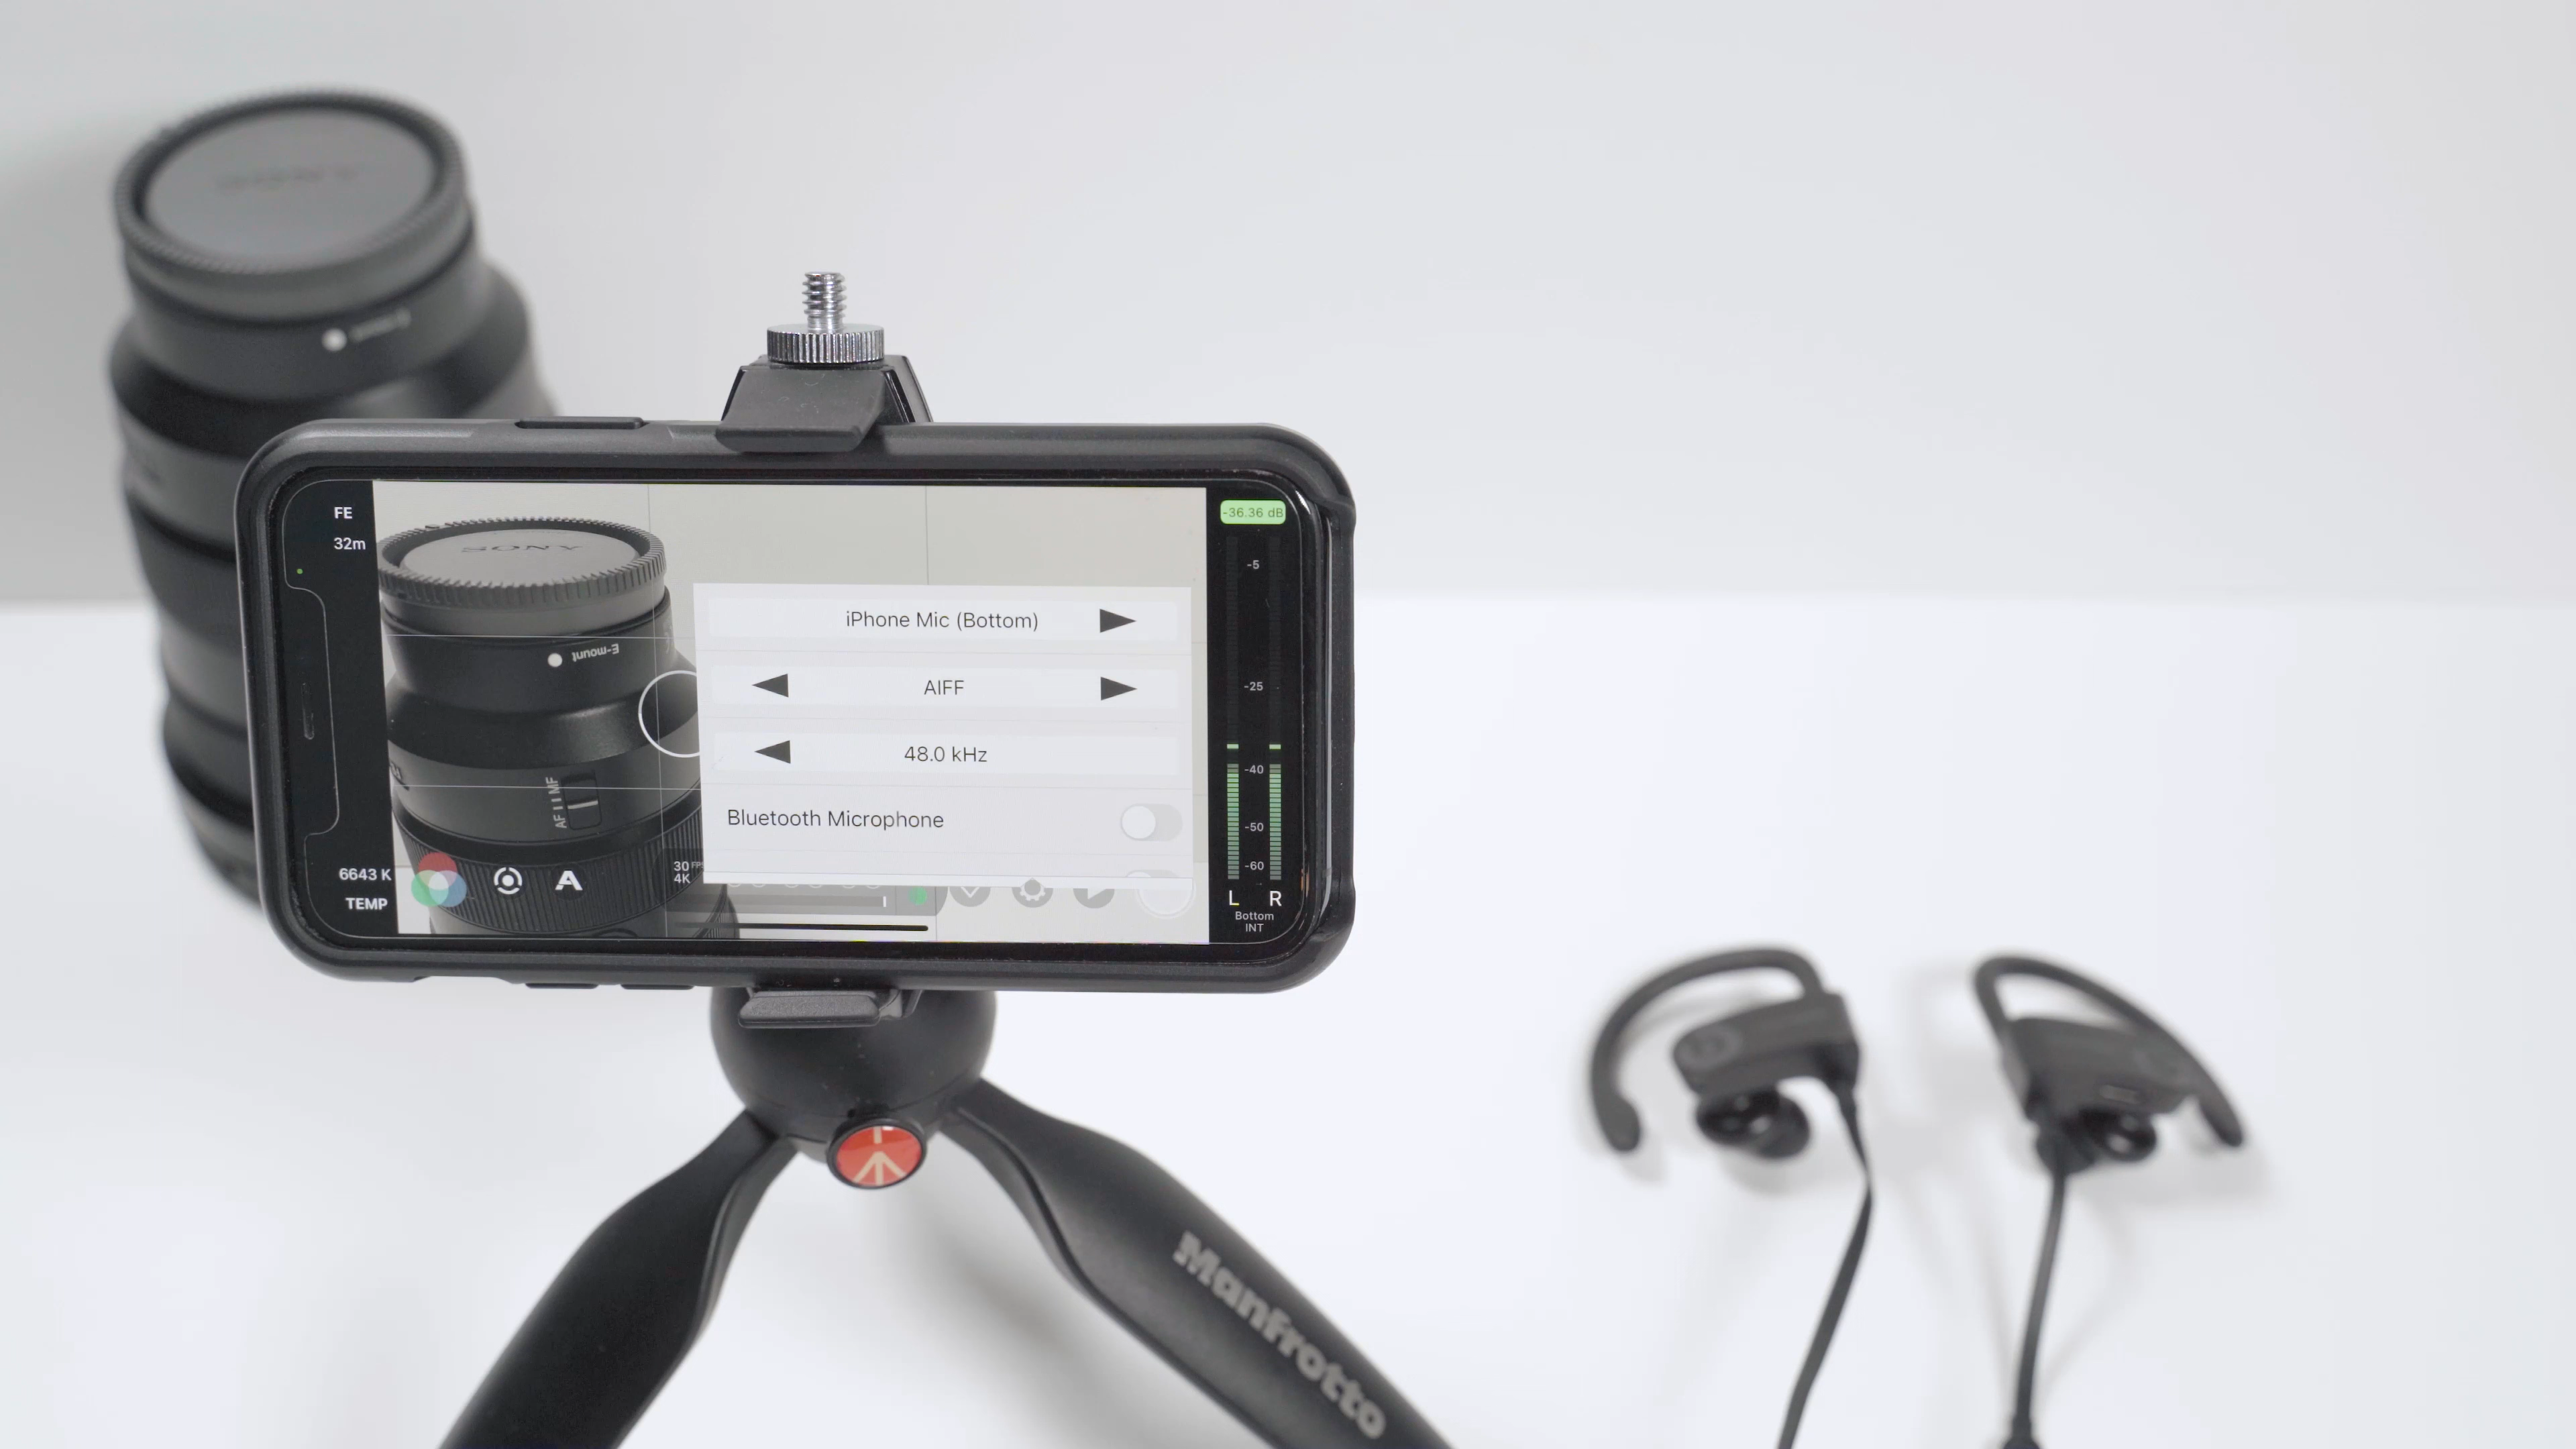 FE
32m
-36.36 dB
SONY
-5
iPhone Mic (Bottom)
E-mount
AIFF
-25
48.0 kHz
-40
AF MF
Bluetooth Microphone
-50
30 FPS
4K
-60
6643 K
TEMP
L R
Bottom
INT
Manfrotto